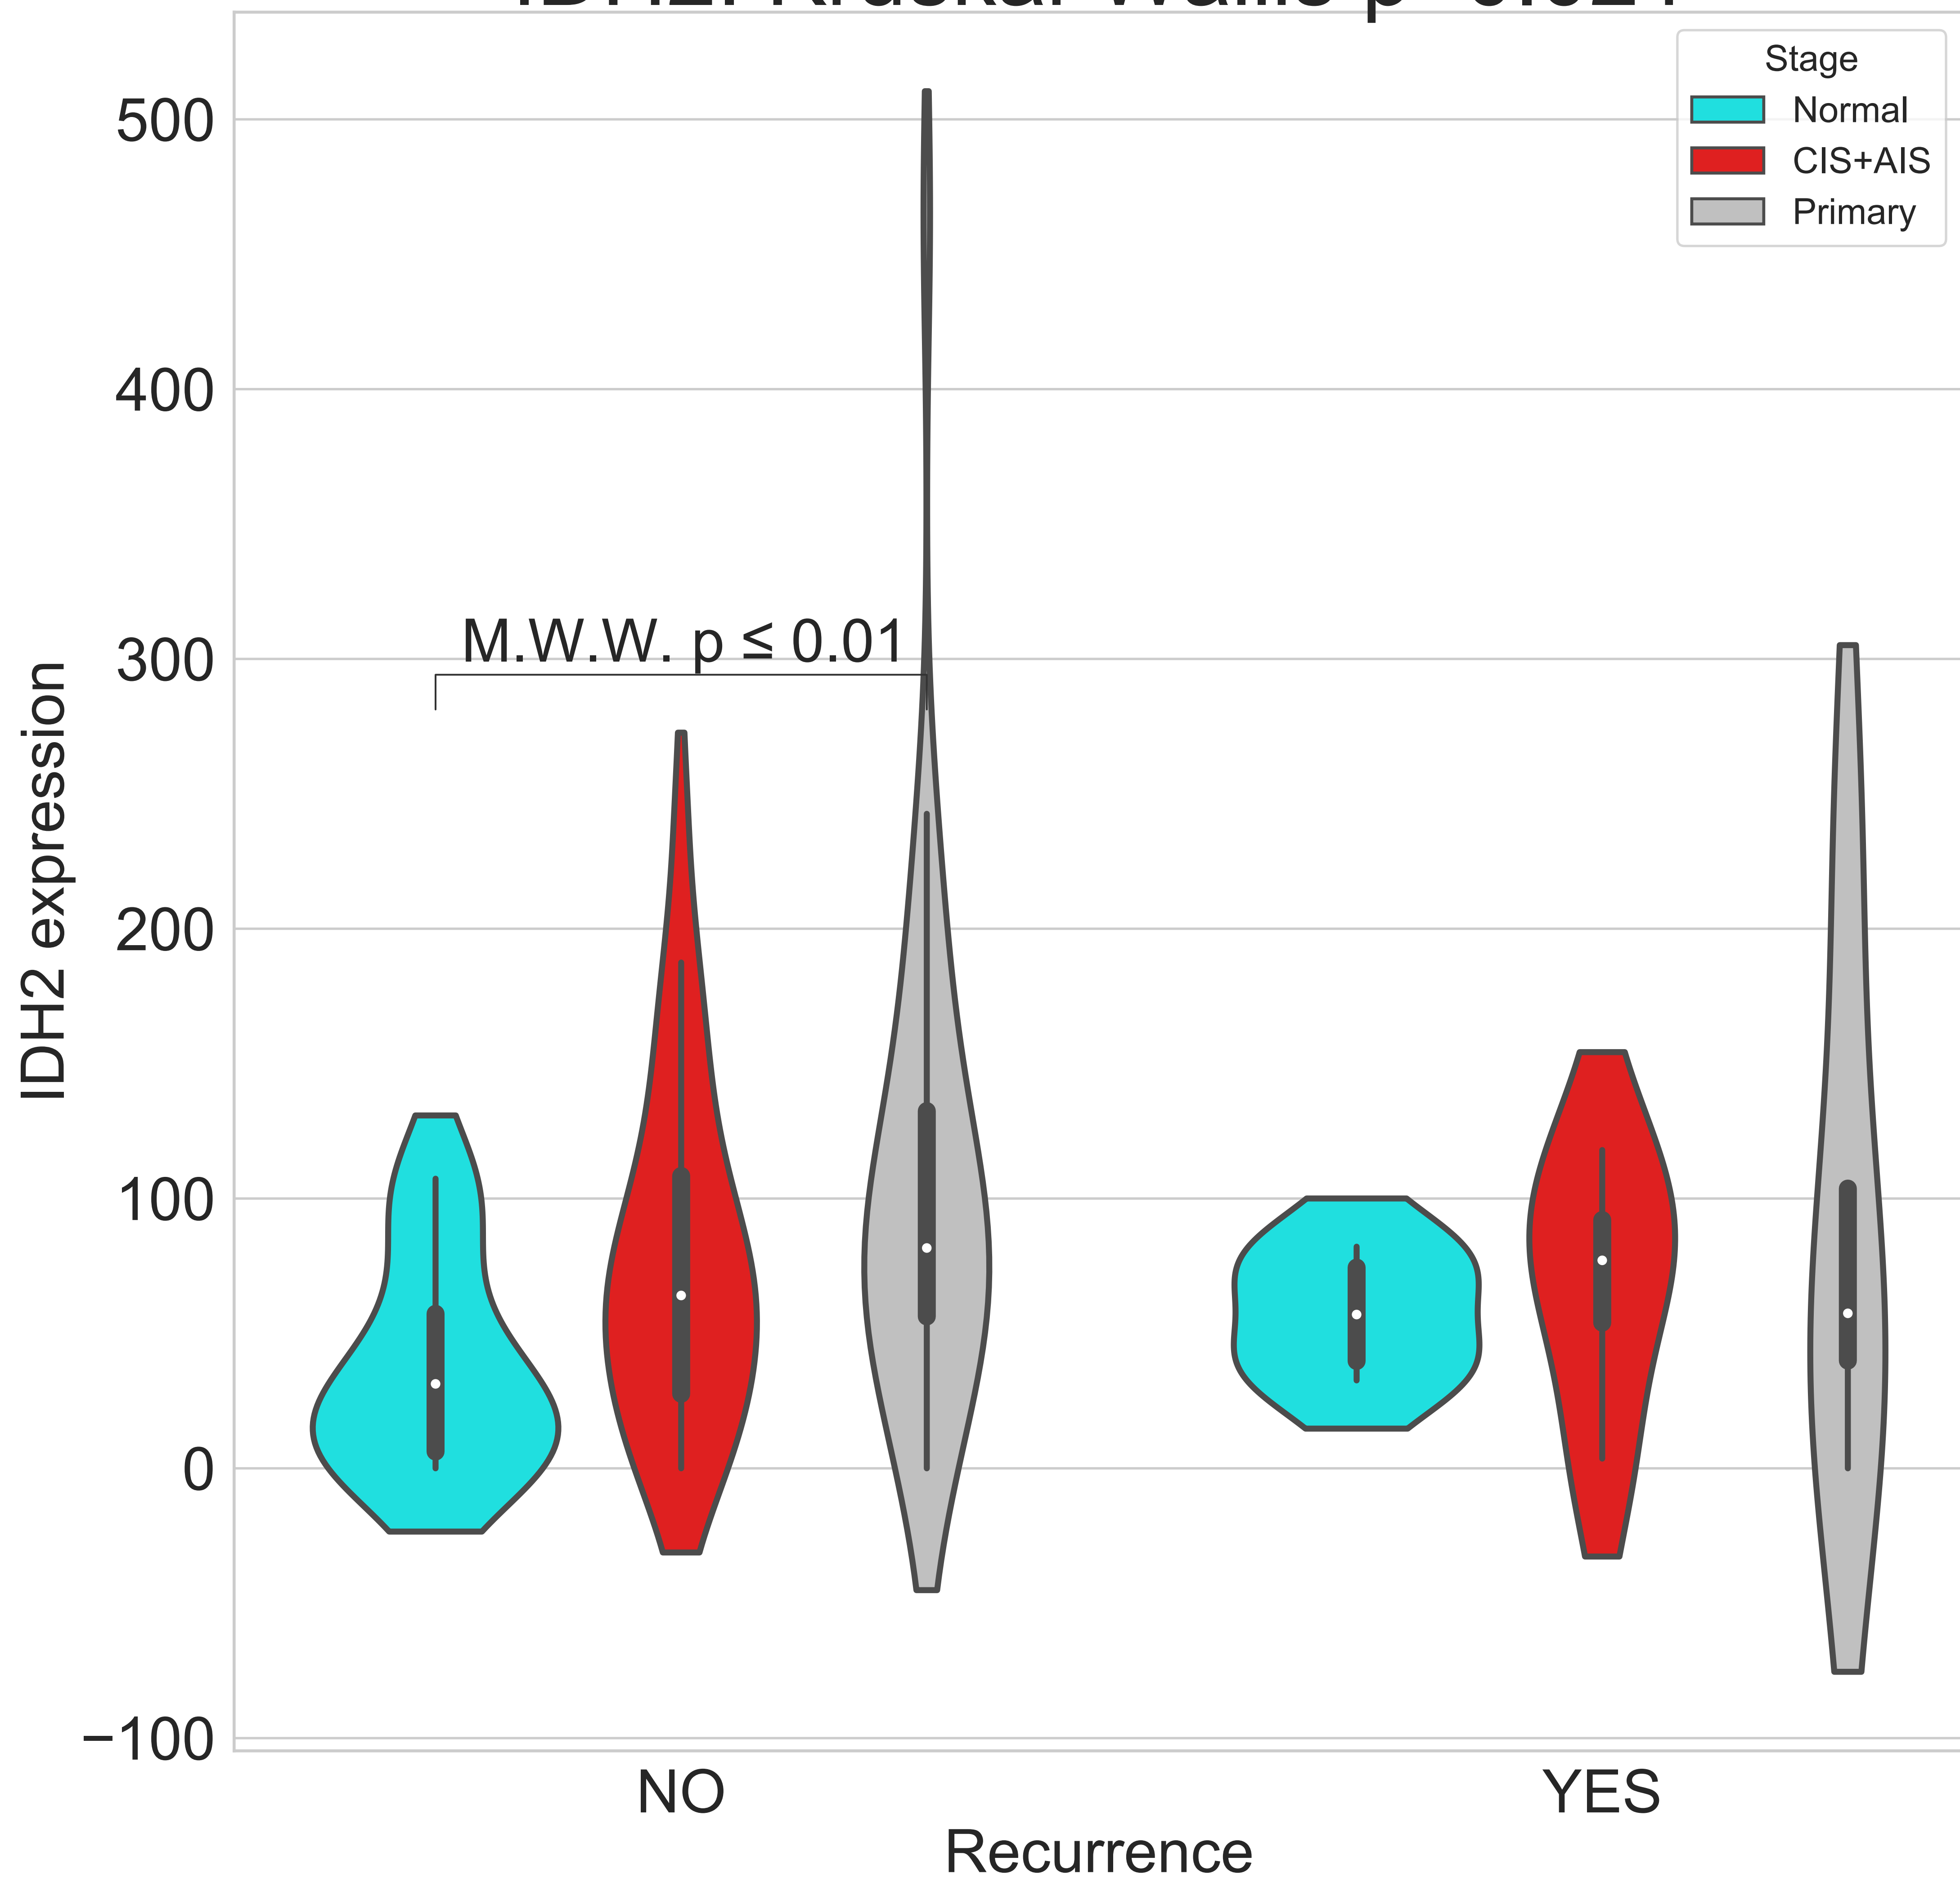 Stage
Normal
CIS+AIS
Primary
500
400
300
200
100
0
−100
IDH2 expression
M.W.W. p ≤ 0.01
NO
YES
Recurrence